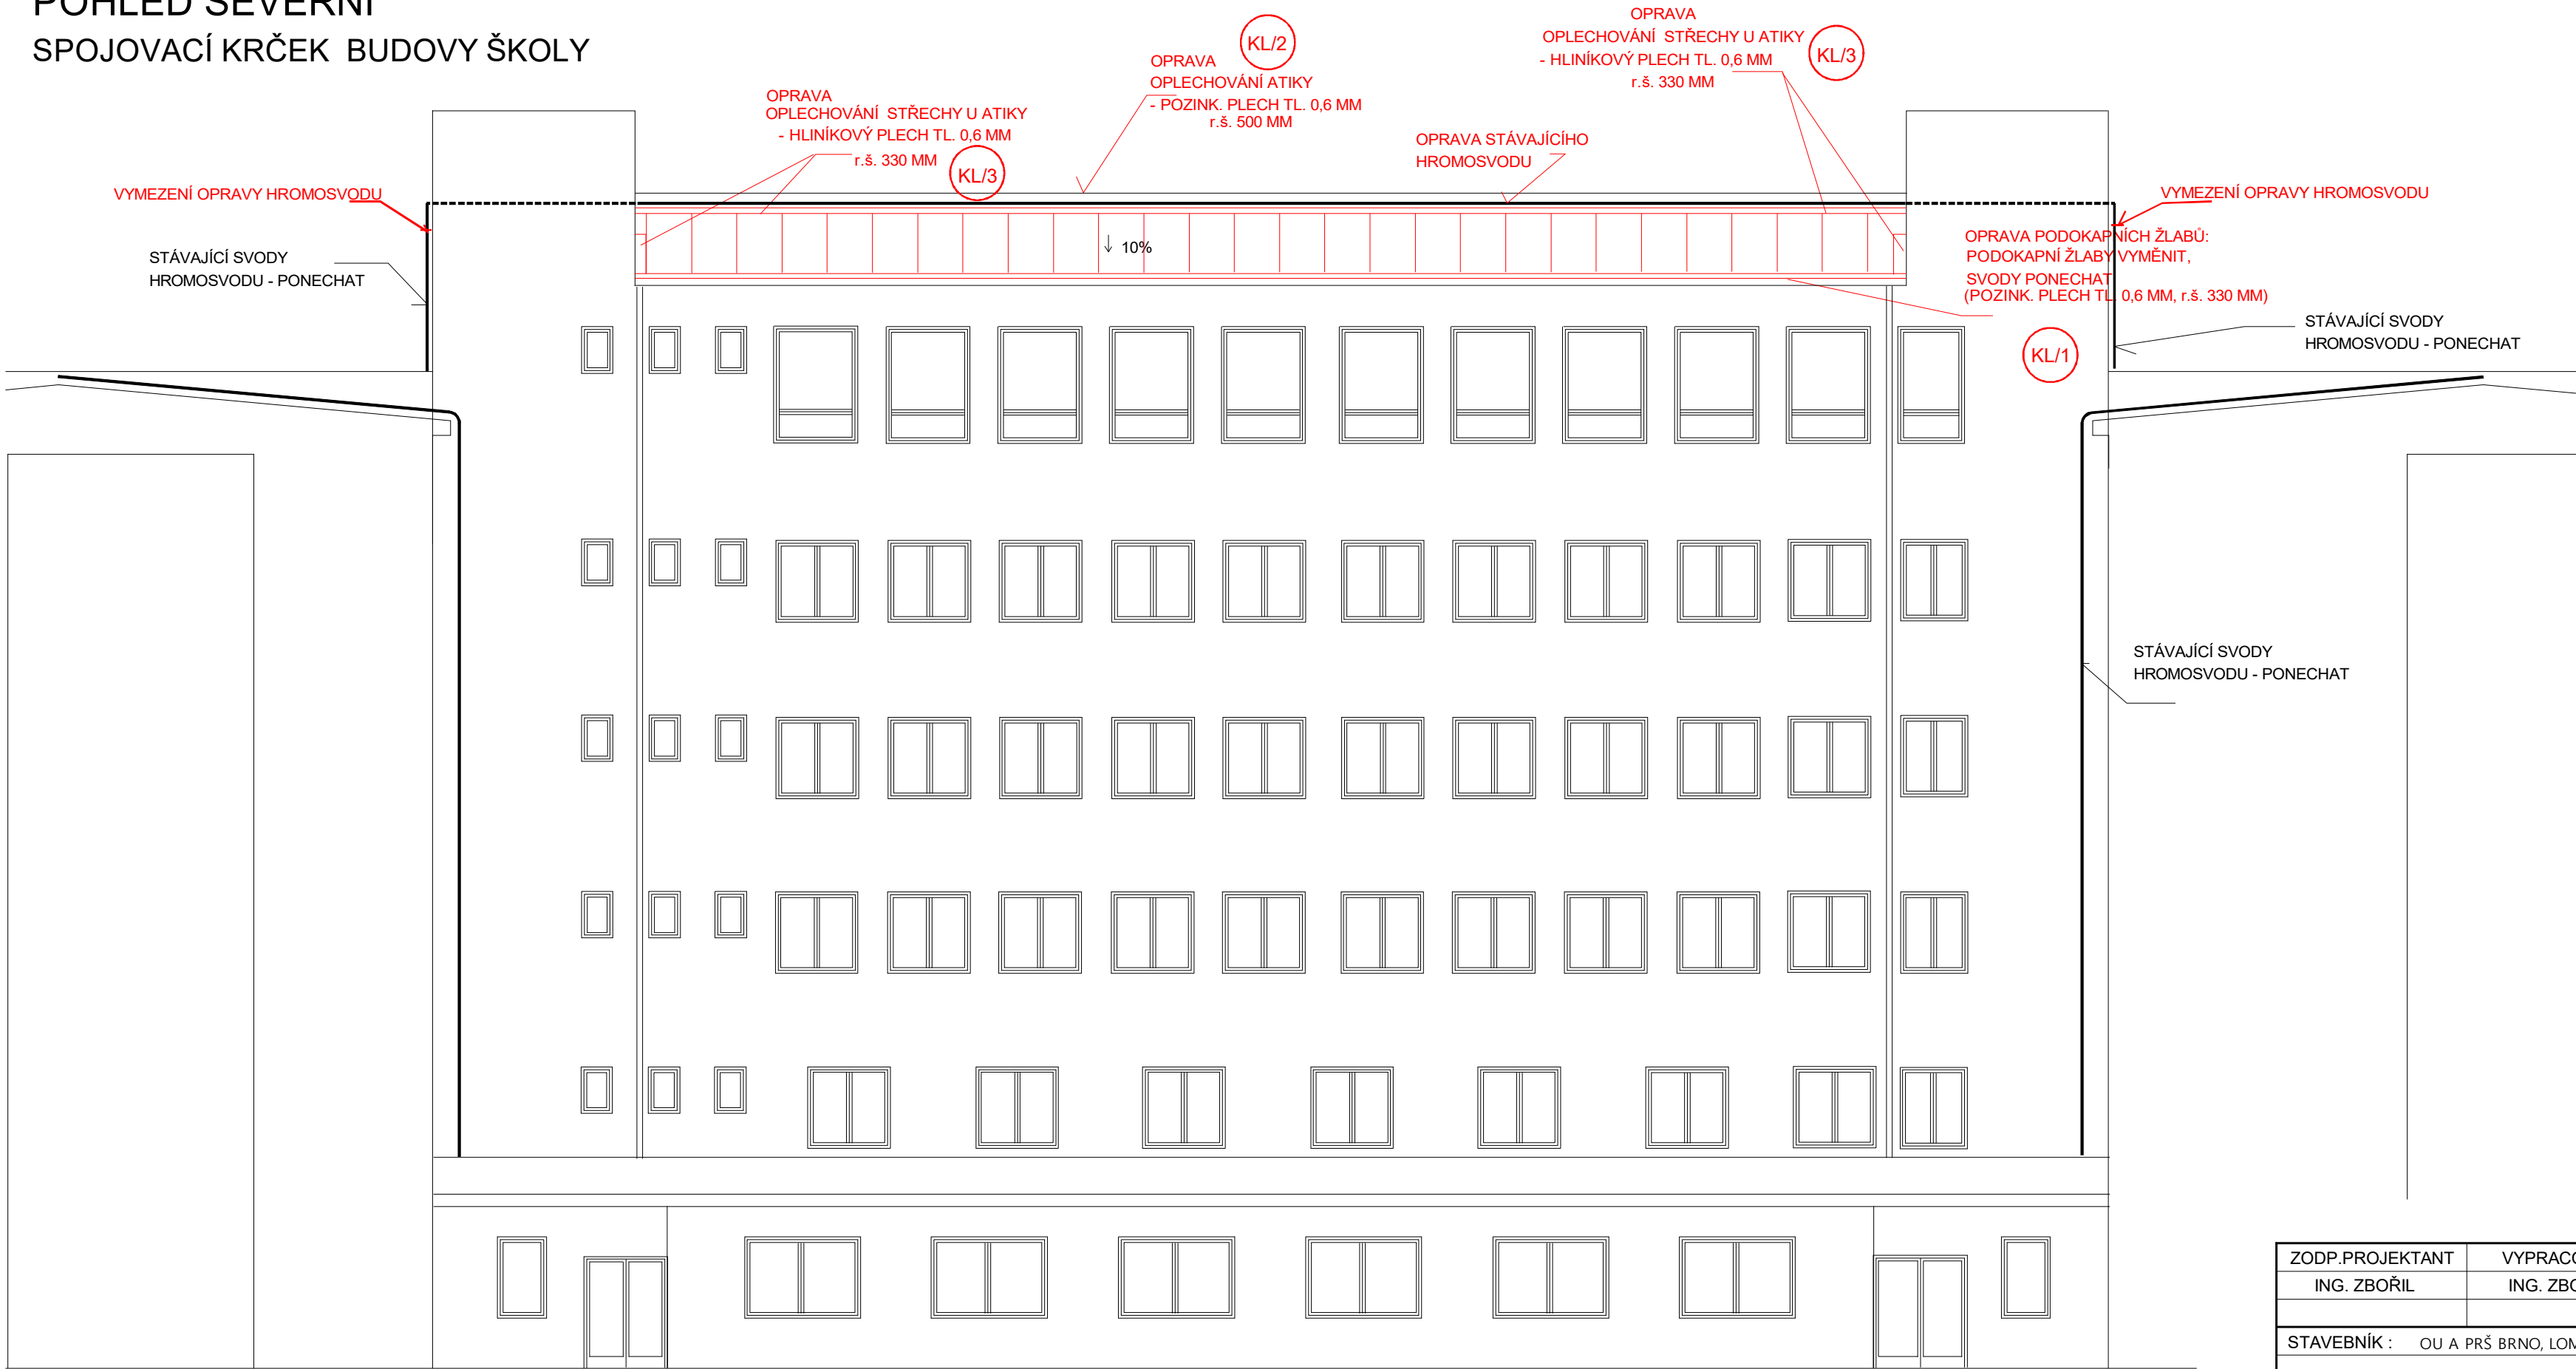 POHLED SEVERNÍ
SPOJOVACÍ KRČEK BUDOVY ŠKOLY
KL/2
OPRAVA
OPLECHOVÁNÍ ATIKY
- POZINK. PLECH TL. 0,6 MM
r.š. 500 MM
OPRAVA
OPLECHOVÁNÍ STŘECHY U ATIKY
- HLINÍKOVÝ PLECH TL. 0,6 MM
r.š. 330 MM
KL/3
OPRAVA
OPLECHOVÁNÍ STŘECHY U ATIKY
- HLINÍKOVÝ PLECH TL. 0,6 MM
r.š. 330 MM
KL/3
OPRAVA STÁVAJÍCÍHO
HROMOSVODU
VYMEZENÍ OPRAVY HROMOSVODU
VYMEZENÍ OPRAVY HROMOSVODU
STÁVAJÍCÍ SVODY
HROMOSVODU - PONECHAT
10%
OPRAVA PODOKAPNÍCH ŽLABŮ:
PODOKAPNÍ ŽLABY VYMĚNIT,
SVODY PONECHAT
(POZINK. PLECH TL. 0,6 MM, r.š. 330 MM)
KL/1
STÁVAJÍCÍ SVODY
HROMOSVODU - PONECHAT
STÁVAJÍCÍ SVODY
HROMOSVODU - PONECHAT
ZODP.PROJEKTANT
ING. ZBOŘIL
ING.
STAVEBNÍK : OU A PRŠ BRNO,